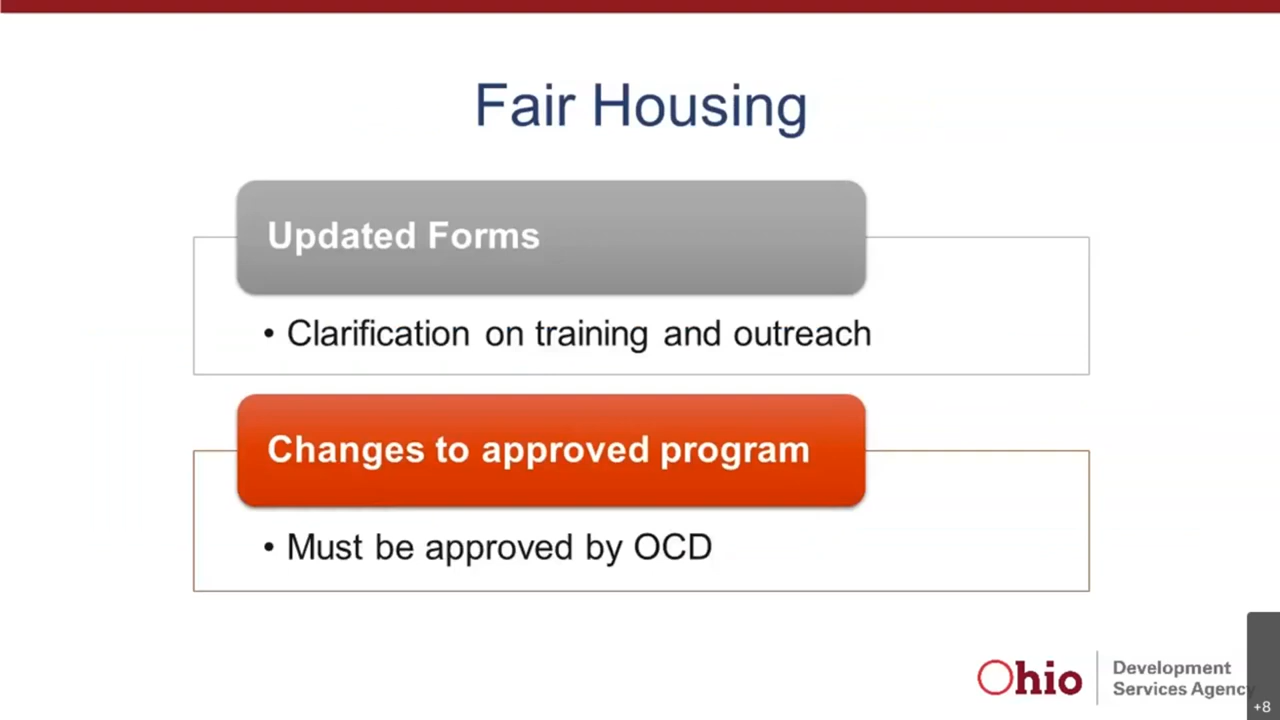 Fair Housing
Updated Forms
• Clarification on training and outreach
Changes to approved program
• Must be approved by OCD
Ohio
Development
Services Agency
+8